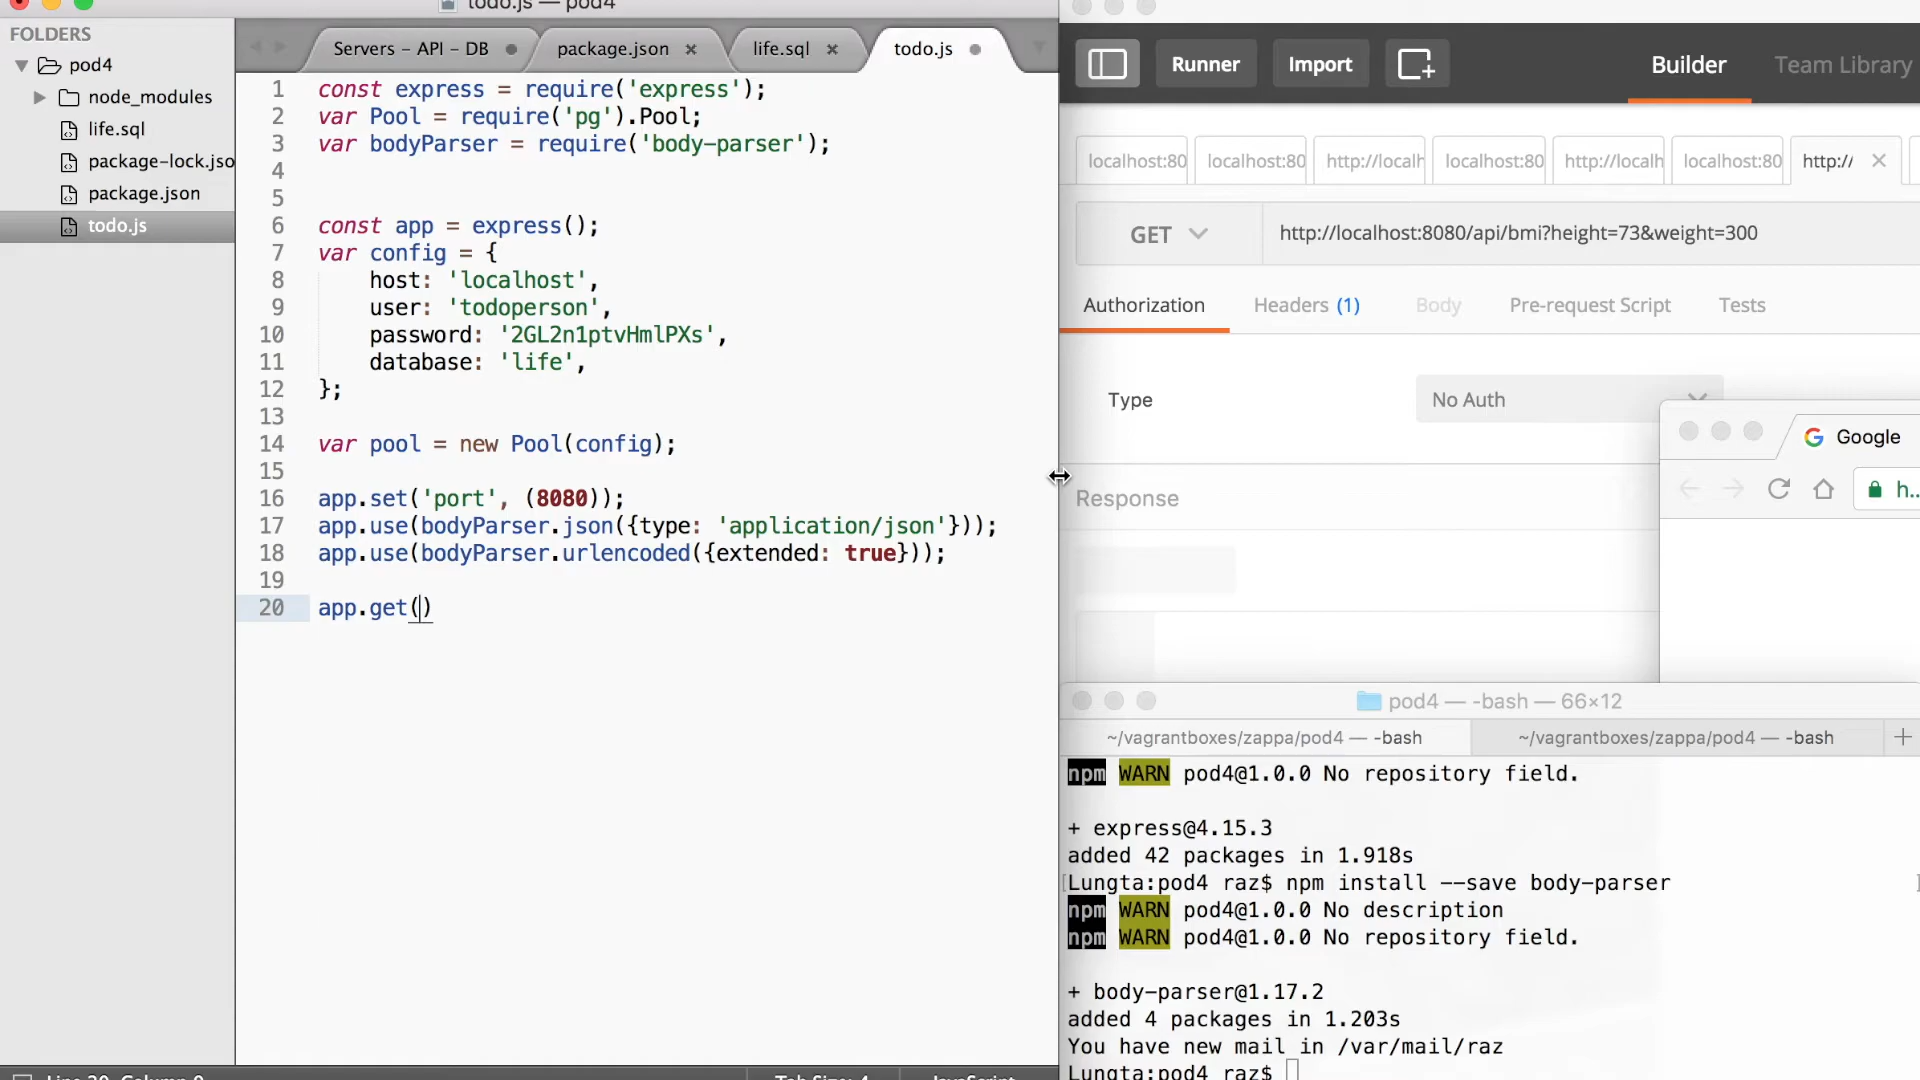 todo.js — pod4
FOLDERS
pod4
node_modules
life.sql
package-lock.jso
package.json
todo.js
Servers - API - DB
package.json
life.sql
todo.js
1 const express = require('express');
2 var Pool = require('pg').Pool;
3 var bodyParser = require('body-parser');
4
5
6 const app = express();
7 var config = {
8 host: 'localhost',
9 user: 'todoperson',
10 password: '2GL2n1ptvHmlPXs',
11 database: 'life',
12 };
13
14 var pool = new Pool(config);
15
16 app.set('port', (8080));
17 app.use(bodyParser.json({type: 'application/json'}));
18 app.use(bodyParser.urlencoded({extended: true}));
19
20 app.get()
Tab Size: 4
JavaScript
Runner
Import
Builder
Team Library
localhost:80
localhost:80
http://localh
localhost:80
http://localh
localhost:80
http://
GET
http://localhost:8080/api/bmi?height=73&weight=300
Authorization
Headers (1)
Body
Pre-request Script
Tests
Type
No Auth
Response
Google
h...
pod4 — -bash — 66×12
~/vagrantboxes/zappa/pod4 — -bash
~/vagrantboxes/zappa/pod4 — -bash
npm WARN pod4@1.0.0 No repository field.
+ express@4.15.3
added 42 packages in 1.918s
[Lungta:pod4 raz$ npm install --save body-parser
npm WARN pod4@1.0.0 No description
npm WARN pod4@1.0.0 No repository field.
+ body-parser@1.17.2
added 4 packages in 1.203s
You have new mail in /var/mail/raz
Lungta:pod4 raz$